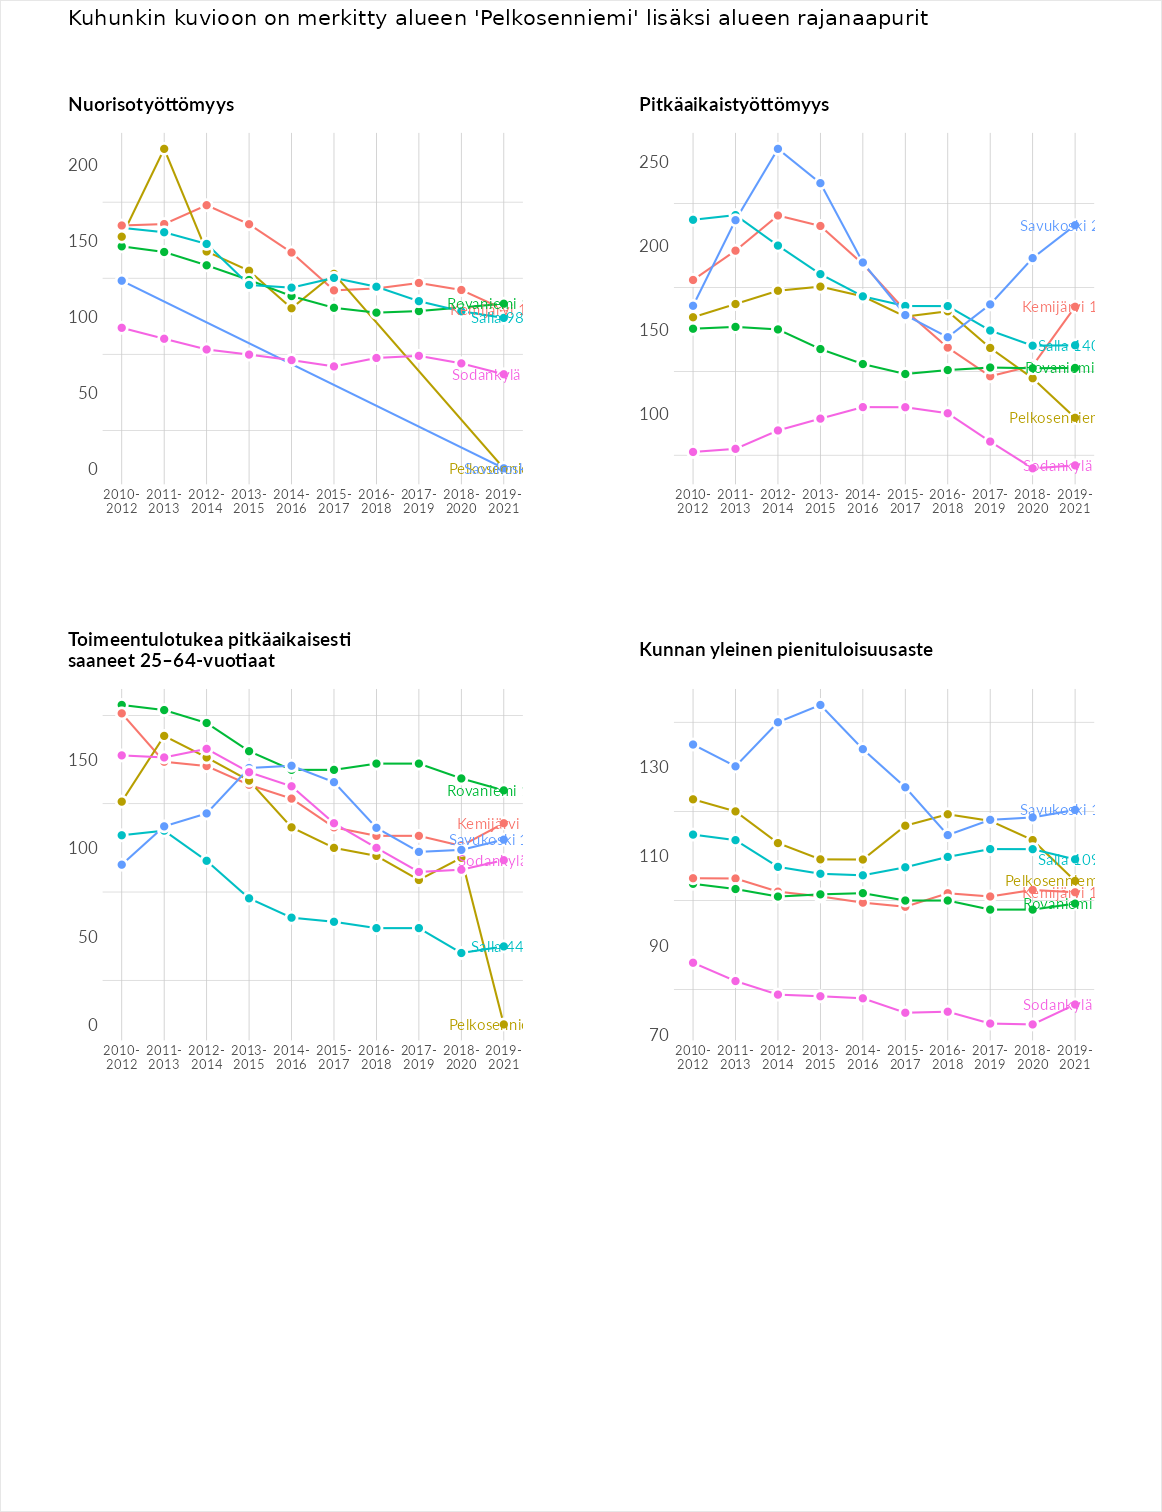 Kuhunkin kuvioon on merkitty alueen 'Pelkosenniemi' lisäksi alueen rajanaapurit
Nuorisotyöttömyys
200
150
100
50
0
Rovaniemi
Kemijärvi 1
Salla 98
Sodankylä
2010-2012
2011-2013
2012-2014
2013-2015
2014-2016
2015-2017
2016-2018
2017-2019
2018-2020
2019-2021
Pitkäaikaistyöttömyys
250
200
150
100
Savukoski 2
Kemijärvi 1
Salla 140
Rovaniemi
Pelkosennier
Sodankylä
2010-2012
2011-2013
2012-2014
2013-2015
2014-2016
2015-2017
2016-2018
2017-2019
2018-2020
2019-2021
Toimeentulotukea pitkäaikaisesti
saaneet 25–64-vuotiaat
150
100
50
0
Rovaniemi
Kemijärvi
Savukoski 1
Sodankylä
Salla 44
Pelkosennie
2010-2012
2011-2013
2012-2014
2013-2015
2014-2016
2015-2017
2016-2018
2017-2019
2018-2020
2019-2021
Kunnan yleinen pienituloisuusaste
130
110
90
70
Savukoski 1
Salla 109
Pelkosenniem
Kemijärvi 1
Rovaniemi
Sodankylä
2010-2012
2011-2013
2012-2014
2013-2015
2014-2016
2015-2017
2016-2018
2017-2019
2018-2020
2019-2021